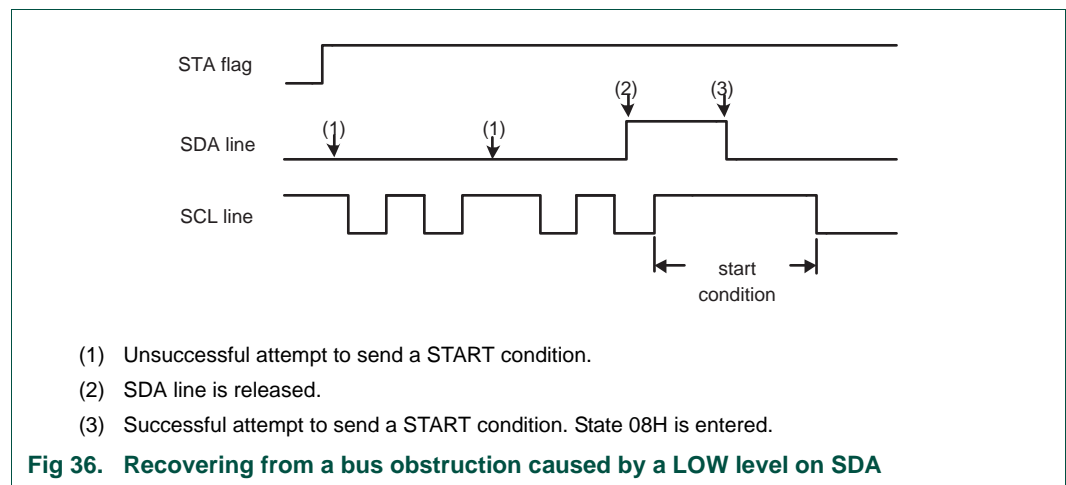 STA flag
(2) (3)
(1) (1)
SDA line
SCL line
start
condition
(1) Unsuccessful attempt to send a START condition.
(2) SDA line is released.
(3) Successful attempt to send a START condition. State 08H is entered.
Fig 36. Recovering from a bus obstruction caused by a LOW level on SDA